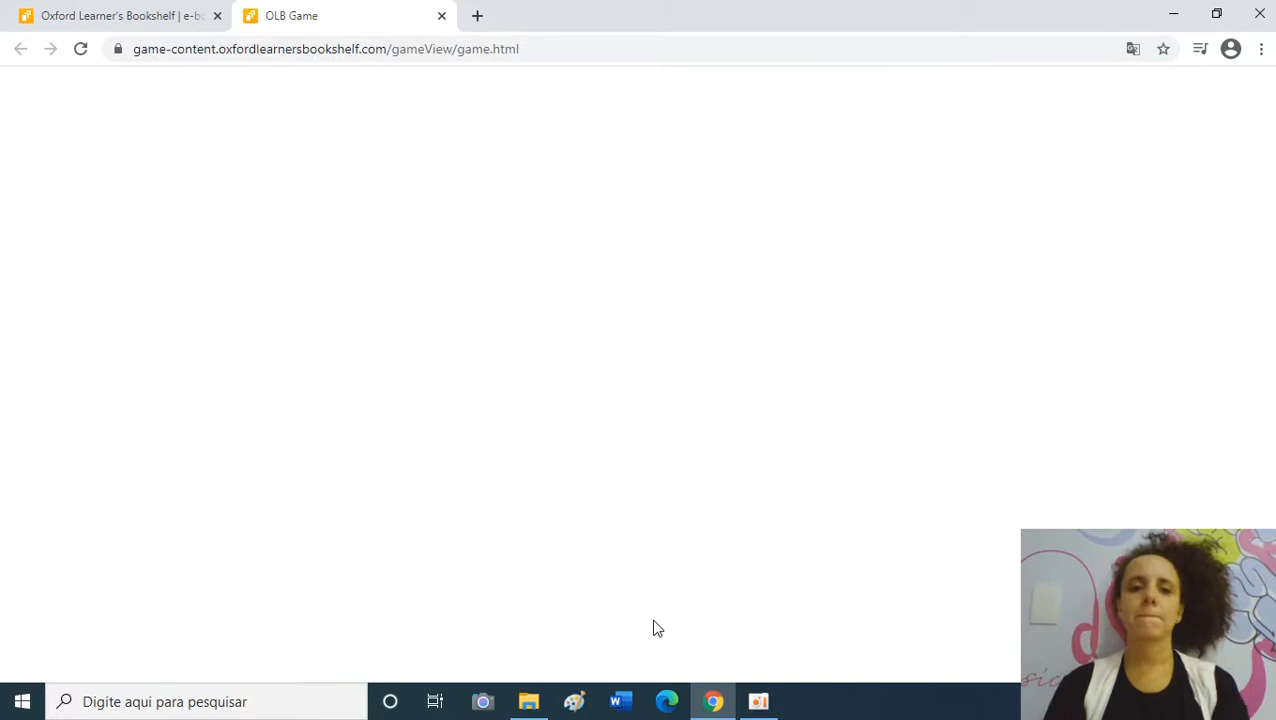 Oxford Learner's Bookshelf | e-bo
OLB Game
game-content.oxfordlearnersbookshelf.com/gameView/game.html
Digite aqui para pesquisar